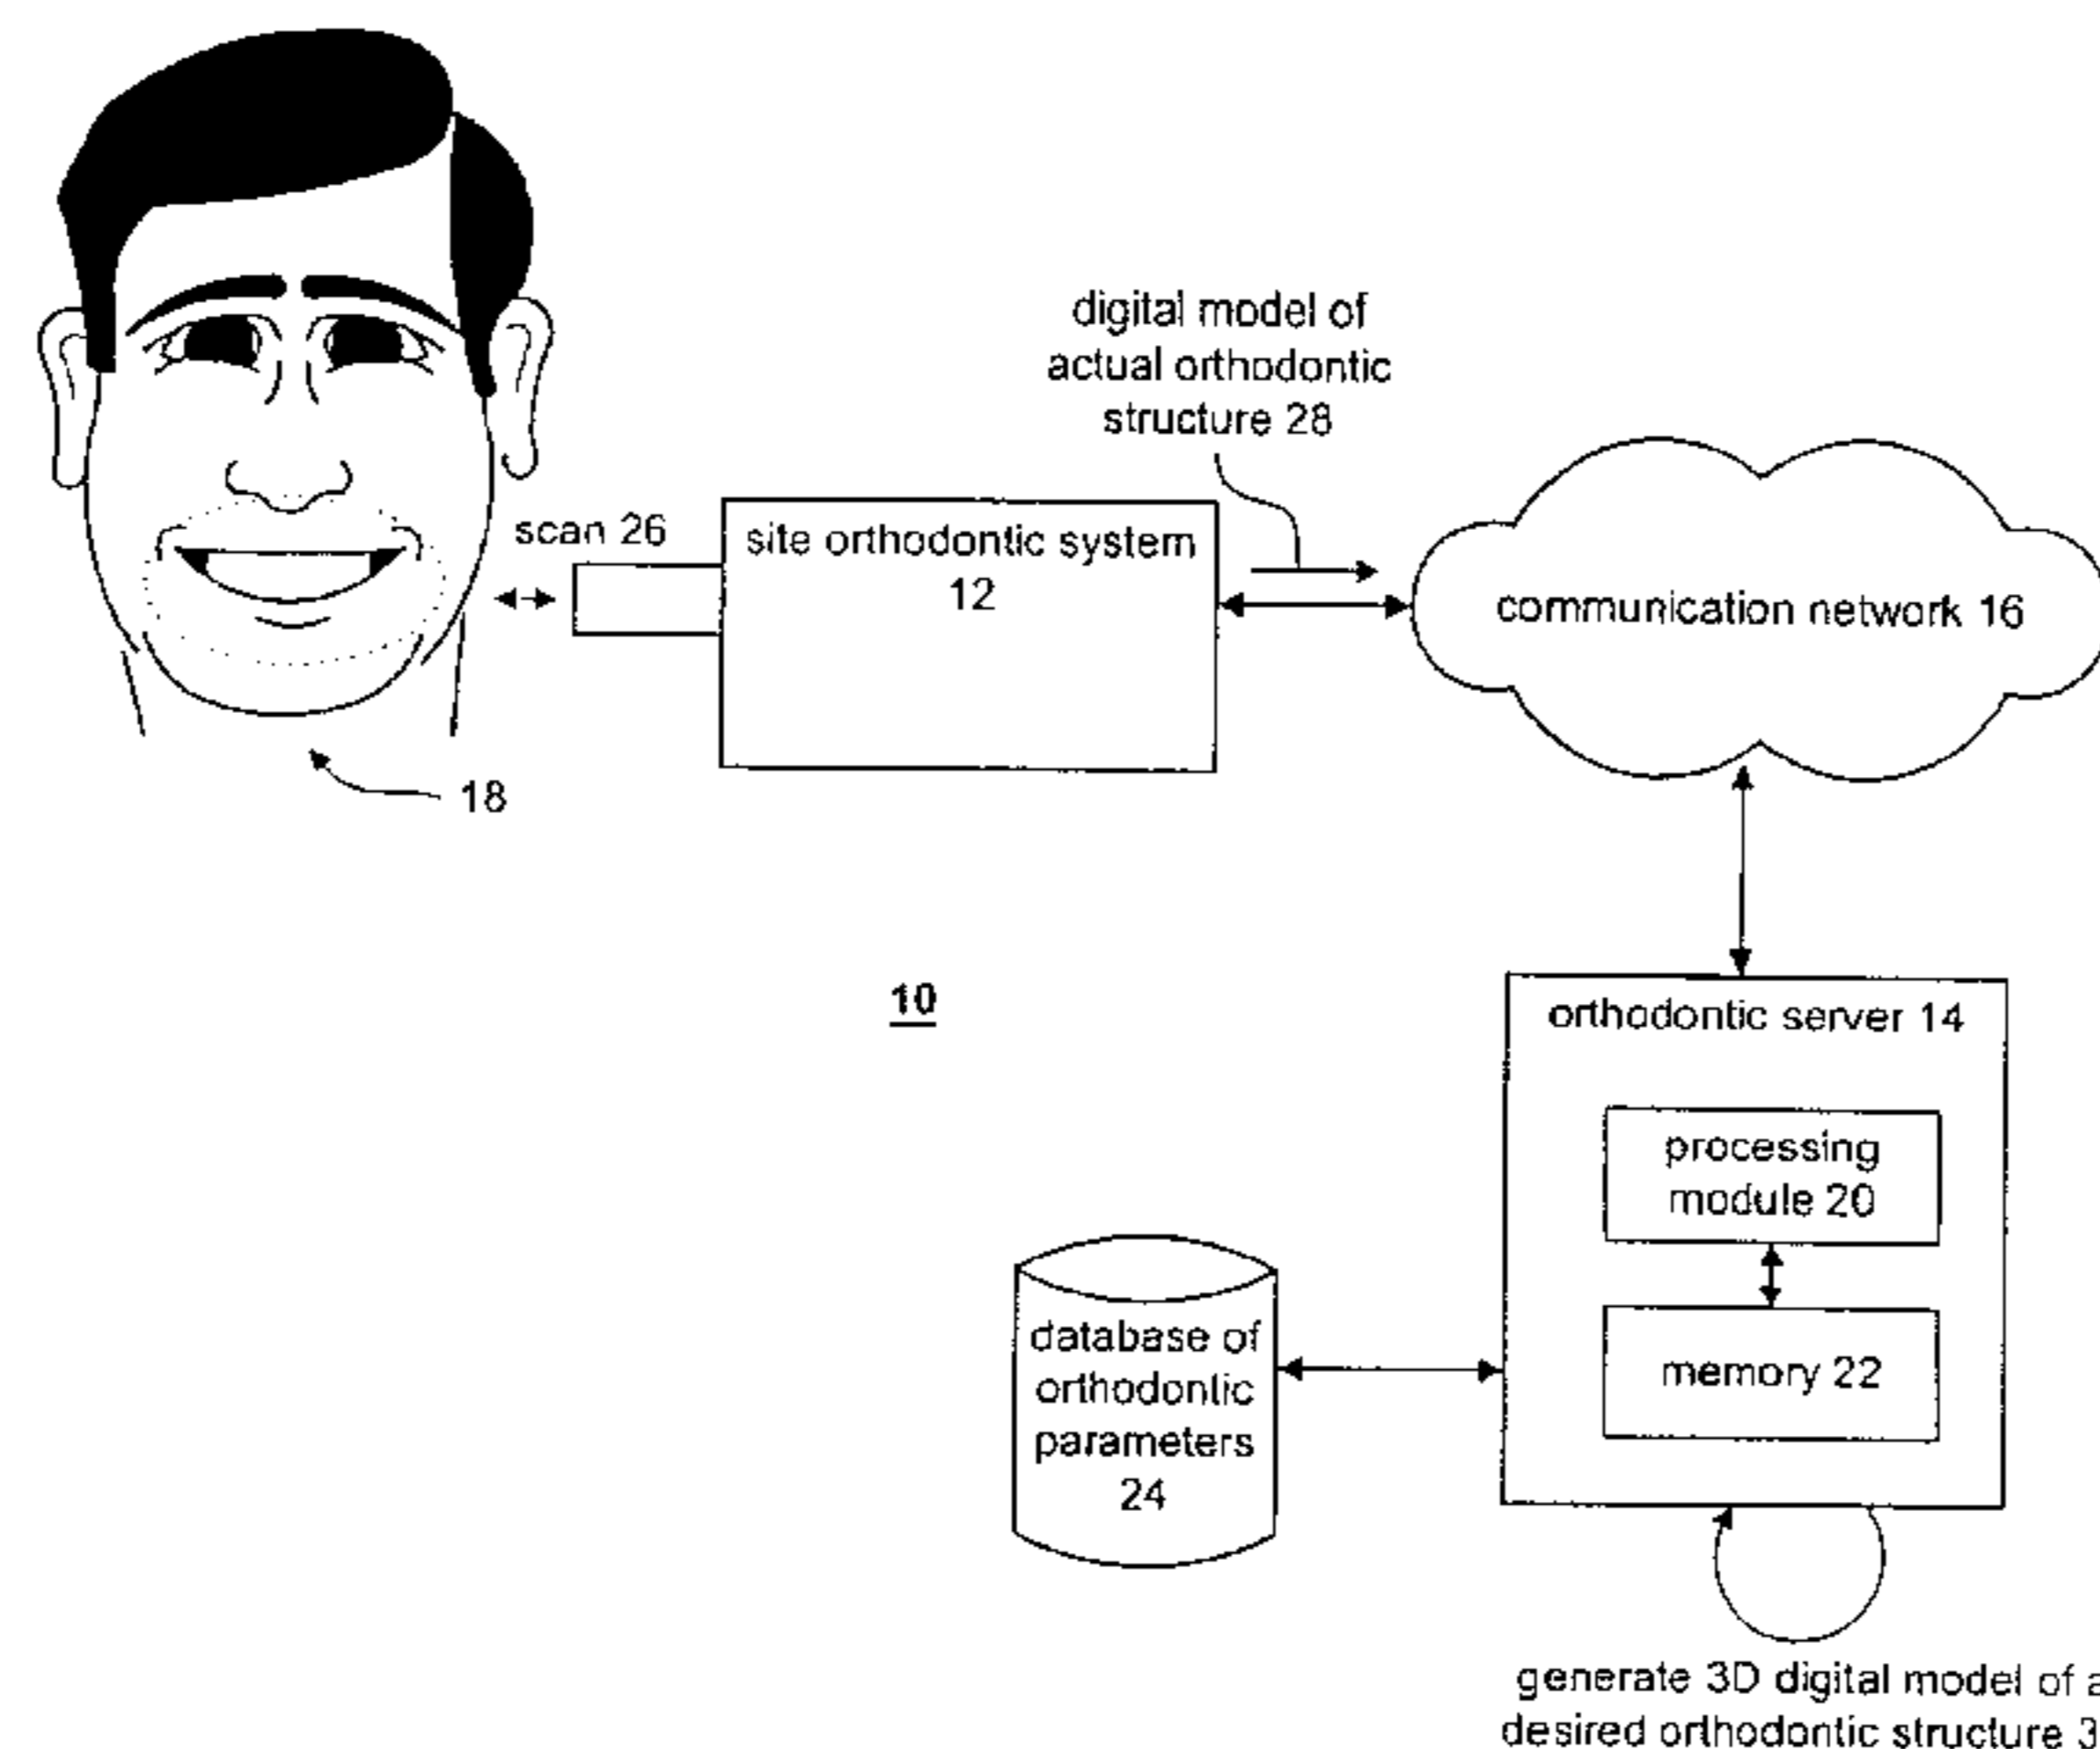 digital model of
actual orthodontic
structure 28
scan 26
site orthodontic system
12
communication network 16
18
10
orthodontic server 14
processing
module 20
memory 22
database of
orthodontic
parameters
24
generate 3D digital model of a
desired orthodontic structure